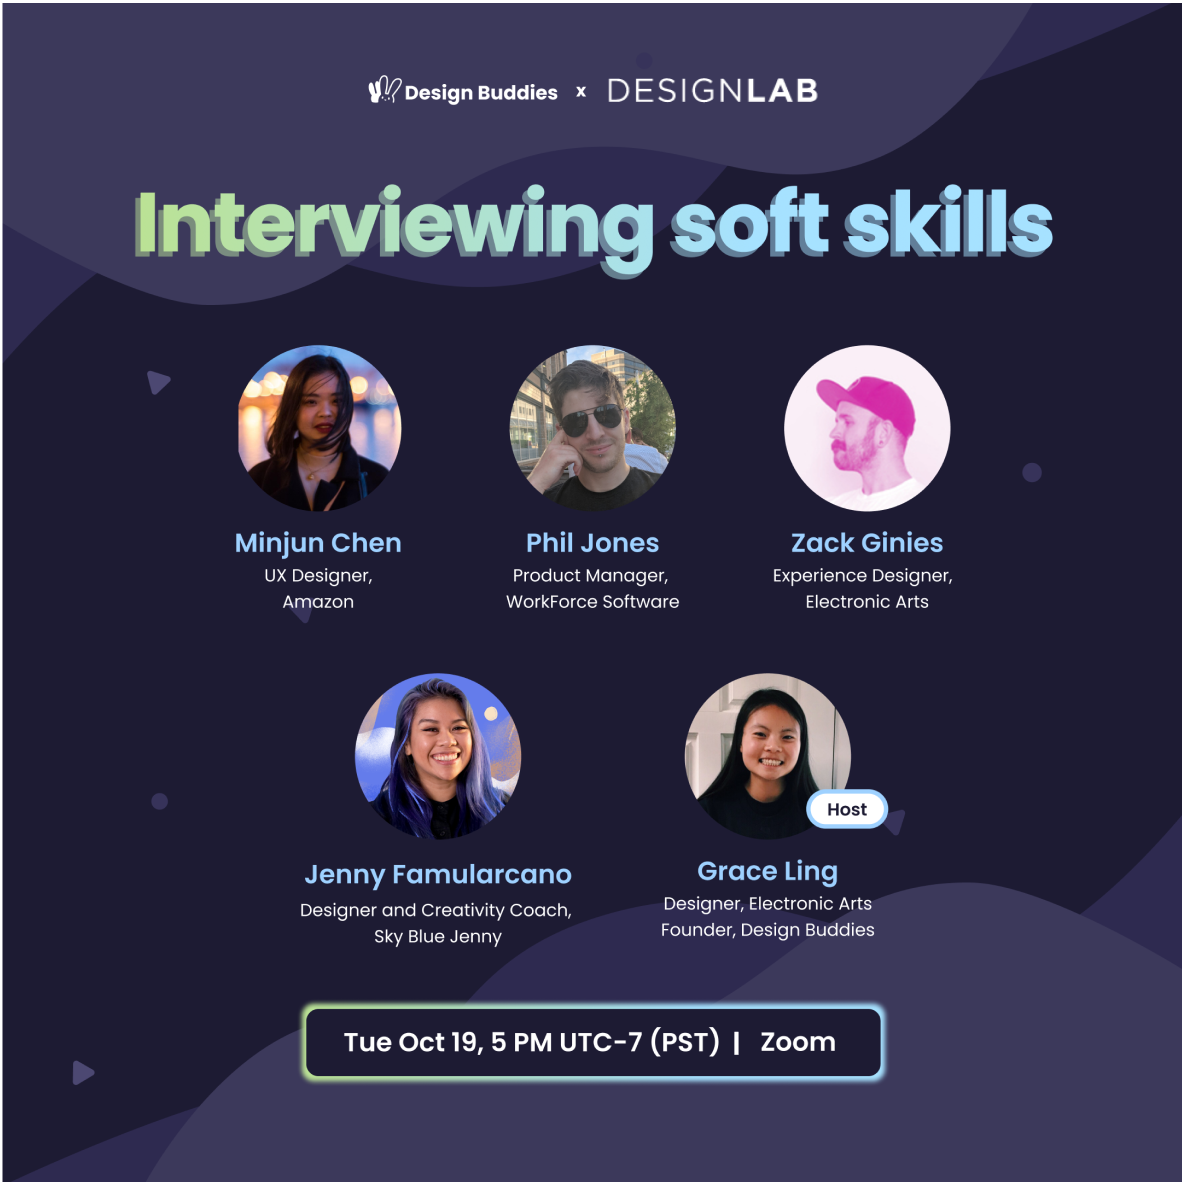 Design Buddies x DESIGNLAB
Interviewing soft skills
Minjun Chen
UX Designer,
Amazon
Phil Jones
Product Manager,
WorkForce Software
Zack Ginies
Experience Designer,
Electronic Arts
Jenny Famularcano
Designer and Creativity Coach,
Sky Blue Jenny
Host
Grace Ling
Designer, Electronic Arts
Founder, Design Buddies
Tue Oct 19, 5 PM UTC-7 (PST) | Zoom